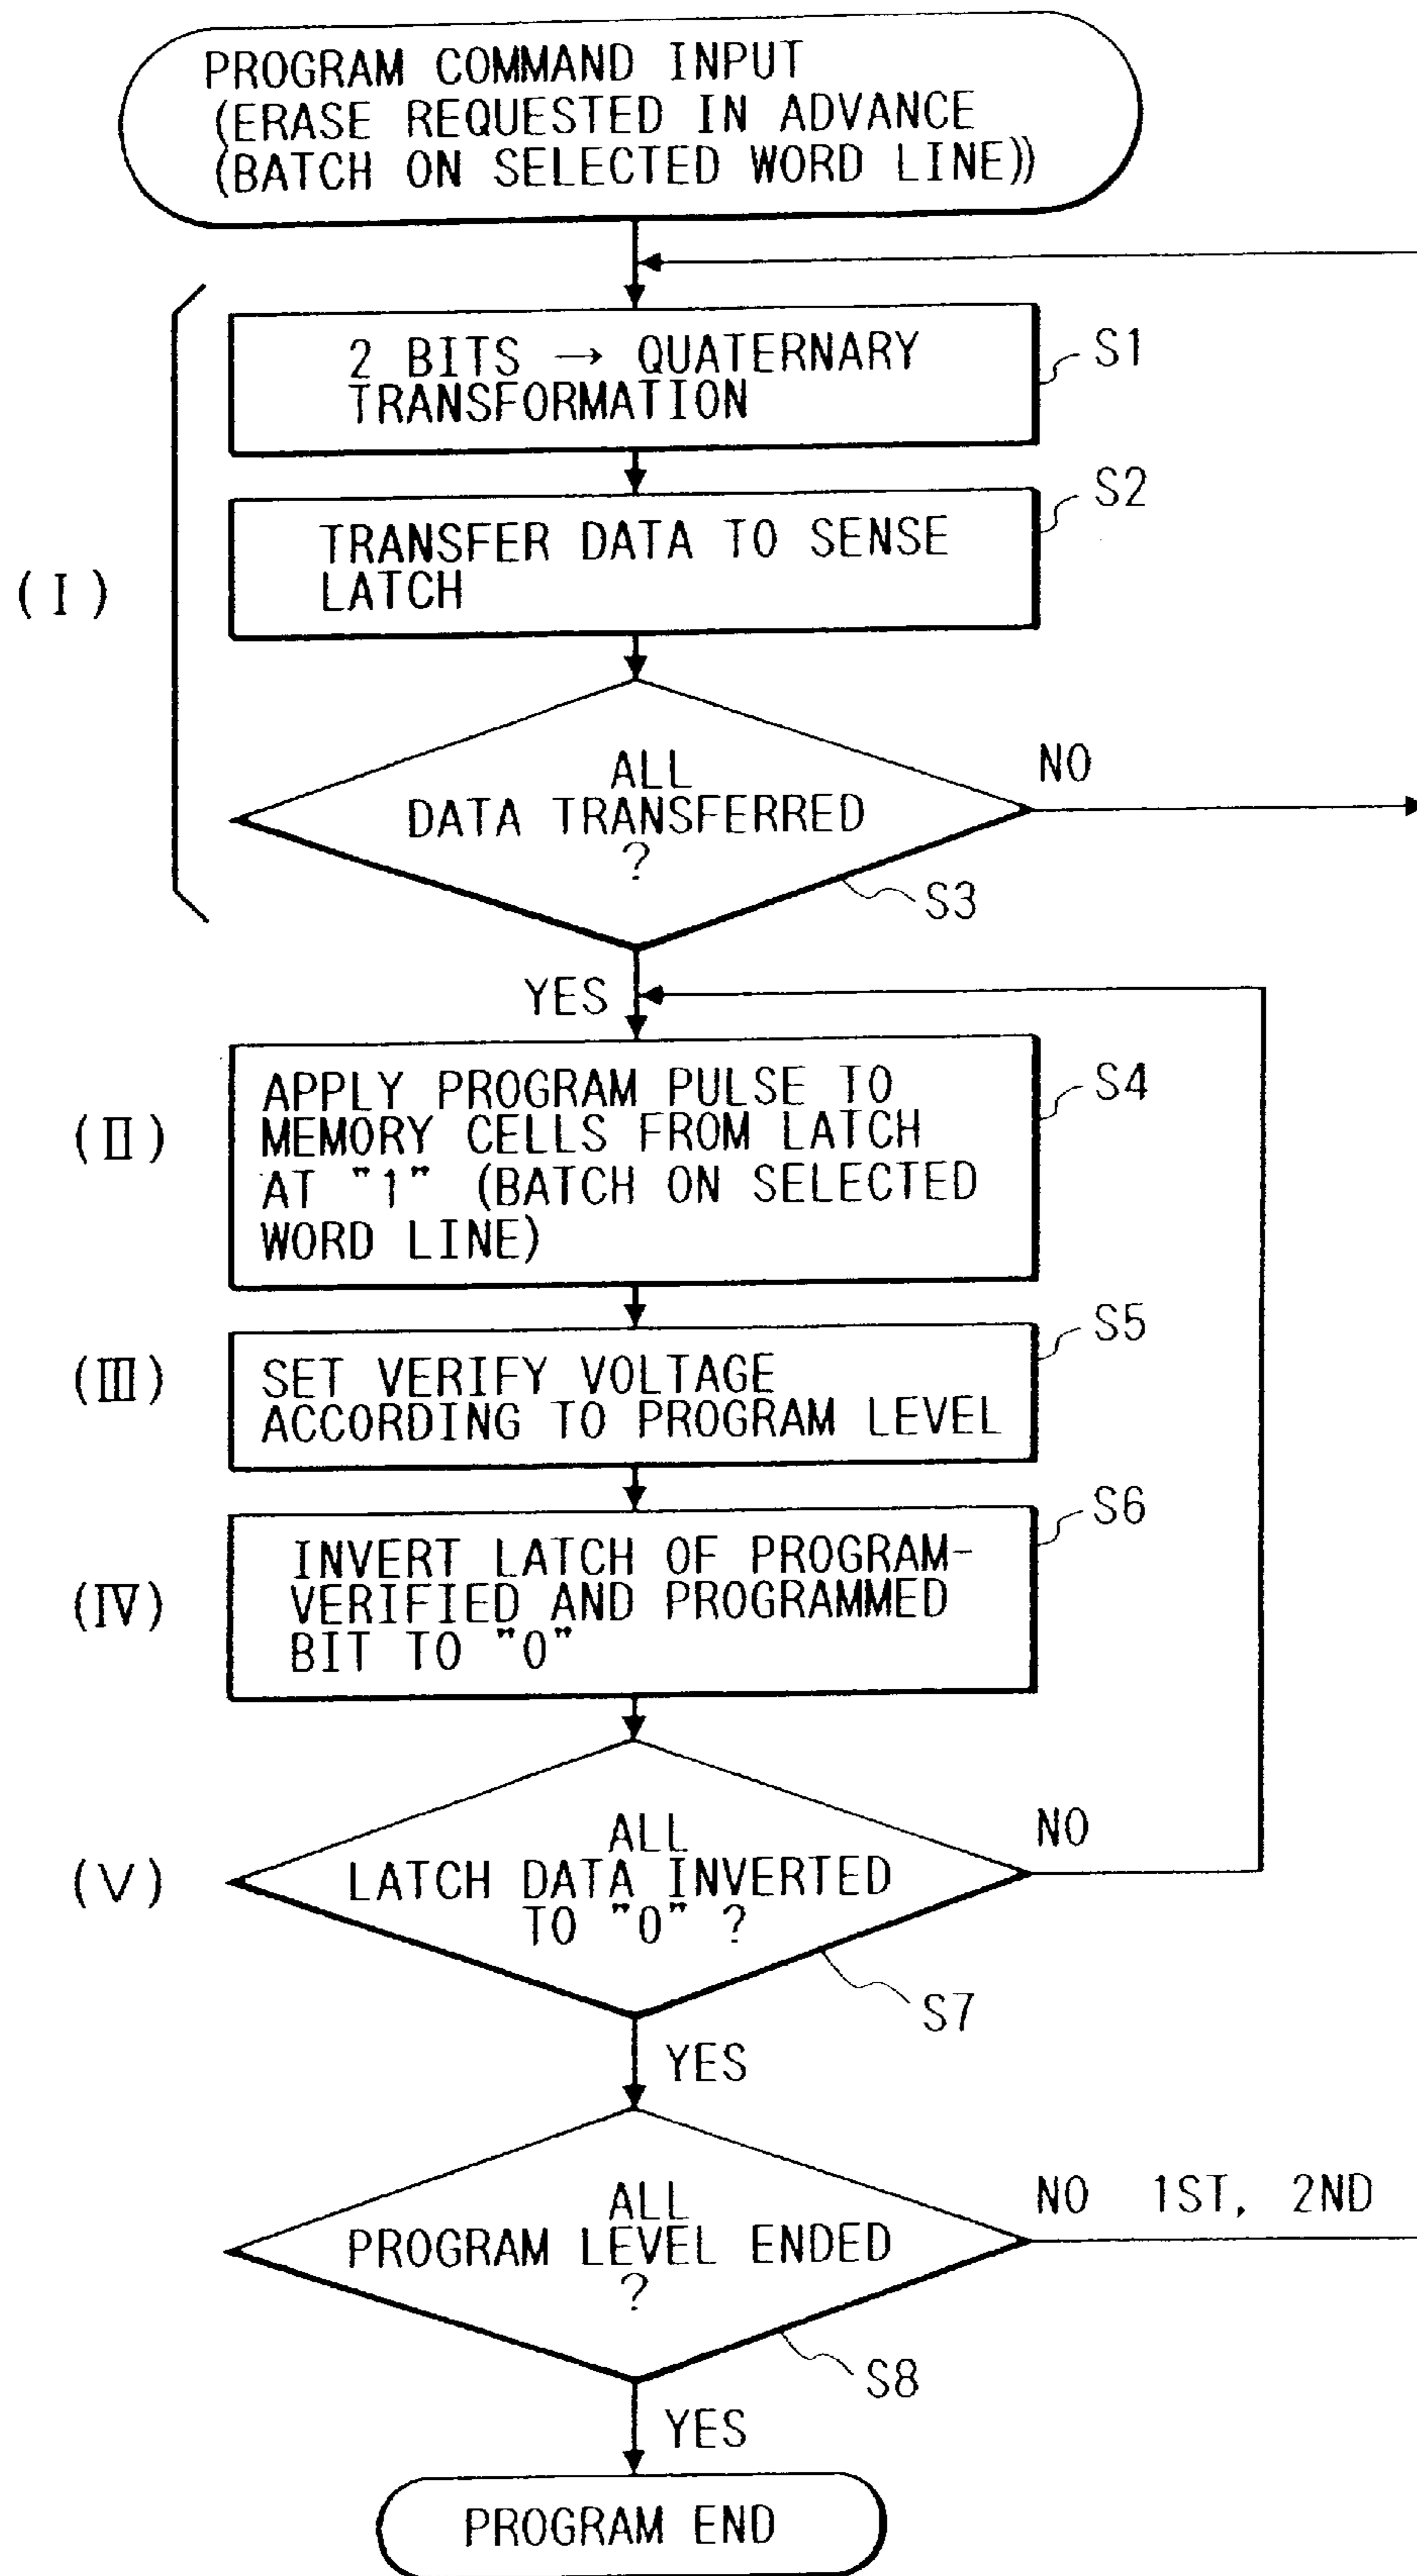 PROGRAM COMMAND INPUT
(ERASE REQUESTED IN ADVANCE
(BATCH ON SELECTED WORD LINE))
2 BITS → QUATERNARY
TRANSFORMATION
S1
TRANSFER DATA TO SENSE
LATCH
S2
(I)
ALL
DATA TRANSFERRED
?
NO
S3
YES
(II)
APPLY PROGRAM PULSE TO
MEMORY CELLS FROM LATCH
AT "1" (BATCH ON SELECTED
WORD LINE)
S4
(III)
SET VERIFY VOLTAGE
ACCORDING TO PROGRAM LEVEL
S5
(IV)
INVERT LATCH OF PROGRAM-
VERIFIED AND PROGRAMMED
BIT TO "0"
S6
(V)
ALL
LATCH DATA INVERTED
TO "0" ?
NO
S7
YES
ALL
PROGRAM LEVEL ENDED
?
NO 1ST, 2ND
S8
YES
PROGRAM END